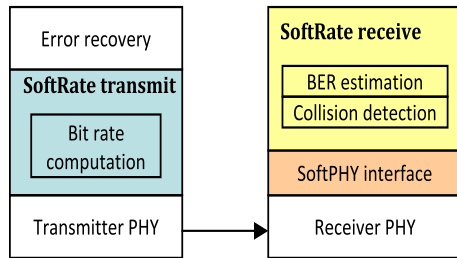 Error recovery
SoftRate transmit
Bit rate
computation
Transmitter PHY
SoftRate receive
BER estimation
Collision detection
SoftPHY interface
Receiver PHY